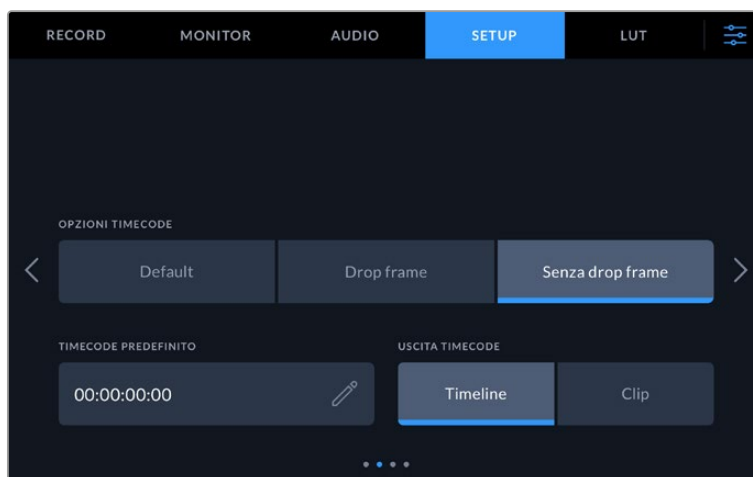 RECORD MONITOR AUDIO SETUP LUT
OPZIONI TIMECODE
Default Drop frame Senza drop frame
TIMECODE PREDEFINITO USCITA TIMECODE
00:00:00:00 Timeline Clip